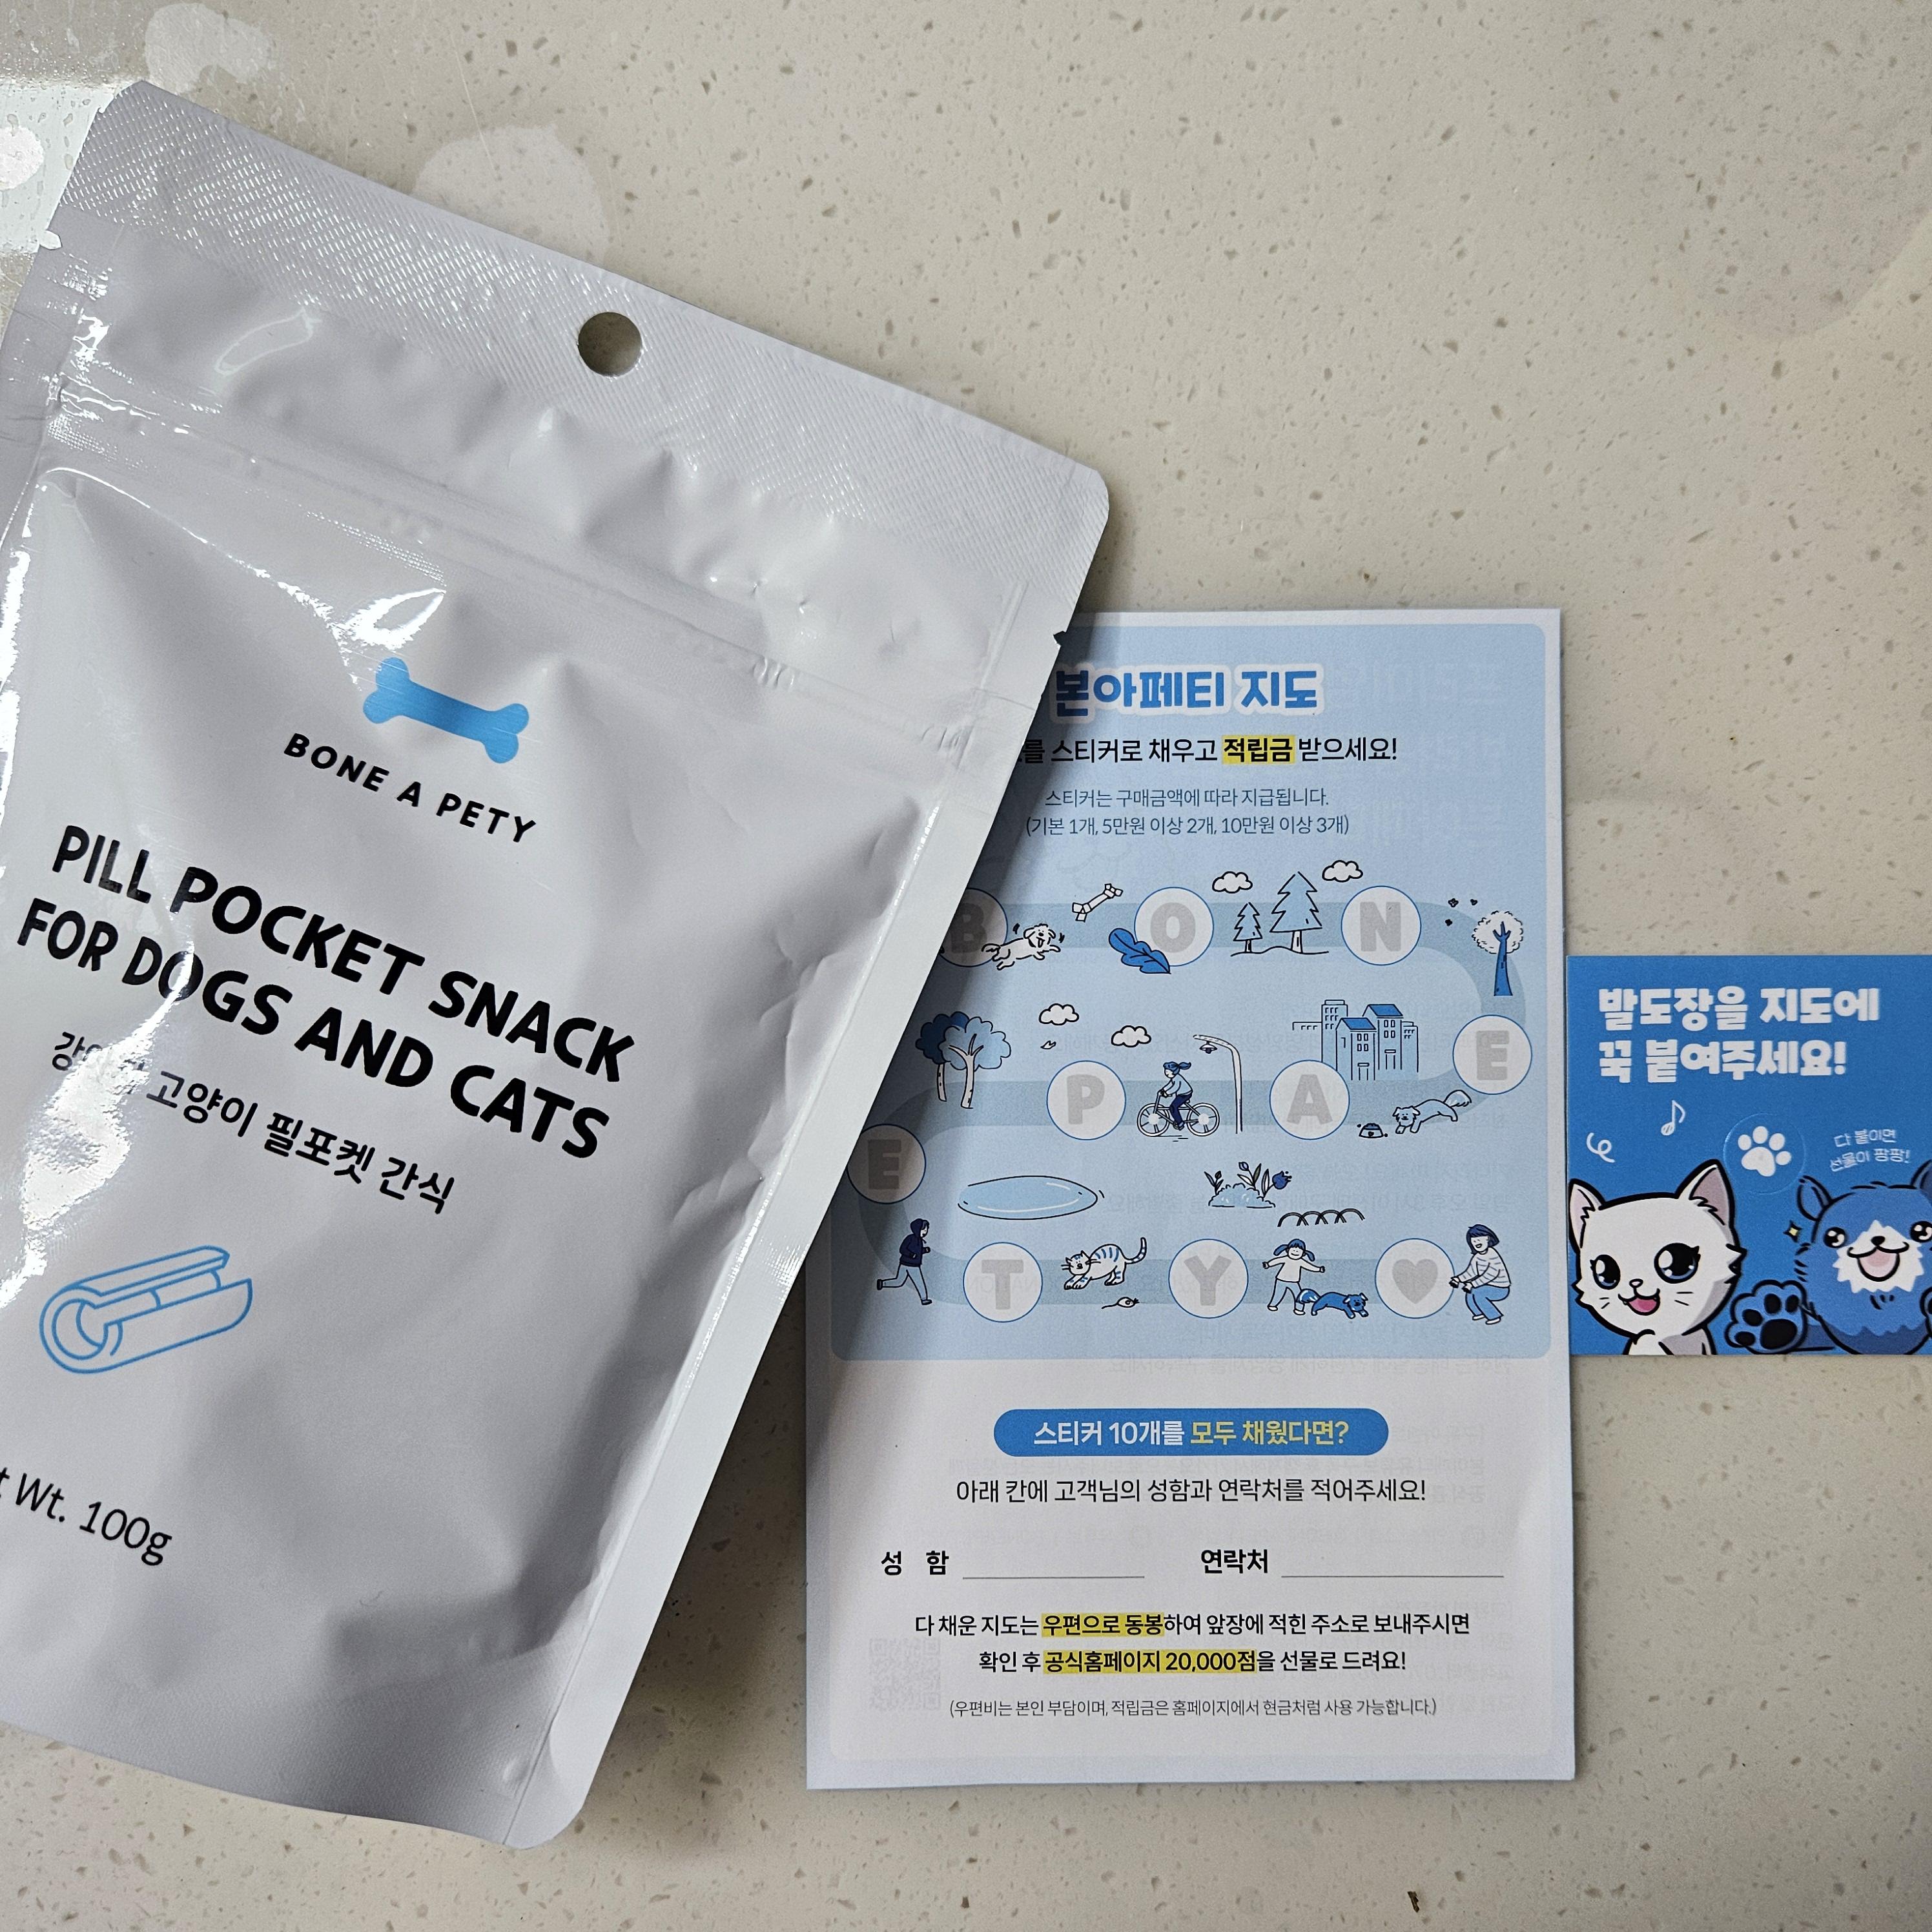 BONE A PETY
PILL POCKET SNACK
FOR DOGS AND CATS
고양이 필포켓 간식
Wt. 100g
본아페티 지도
스티커로 채우고 적립금 받으세요!
스티커는 구매금액에 따라 지급됩니다.
(기본 1개, 5만원 이상 2개, 10만원 이상 3개)
B O N
E
P A
E
T Y
스티커 10개를 모두 채웠다면?
아래 칸에 고객님의 성함과 연락처를 적어주세요!
성 함 연락처
다 채운 지도는 우편으로 동봉하여 앞장에 적힌 주소로 보내주시면
확인 후 공식홈페이지 20,000점을 선물로 드려요!
(우편비는 본인 부담이며, 적립금은 홈페이지에서 현금처럼 사용 가능합니다.)
발도장을 지도에
꾹 붙여주세요!
다 붙이면
선물이 팡팡!